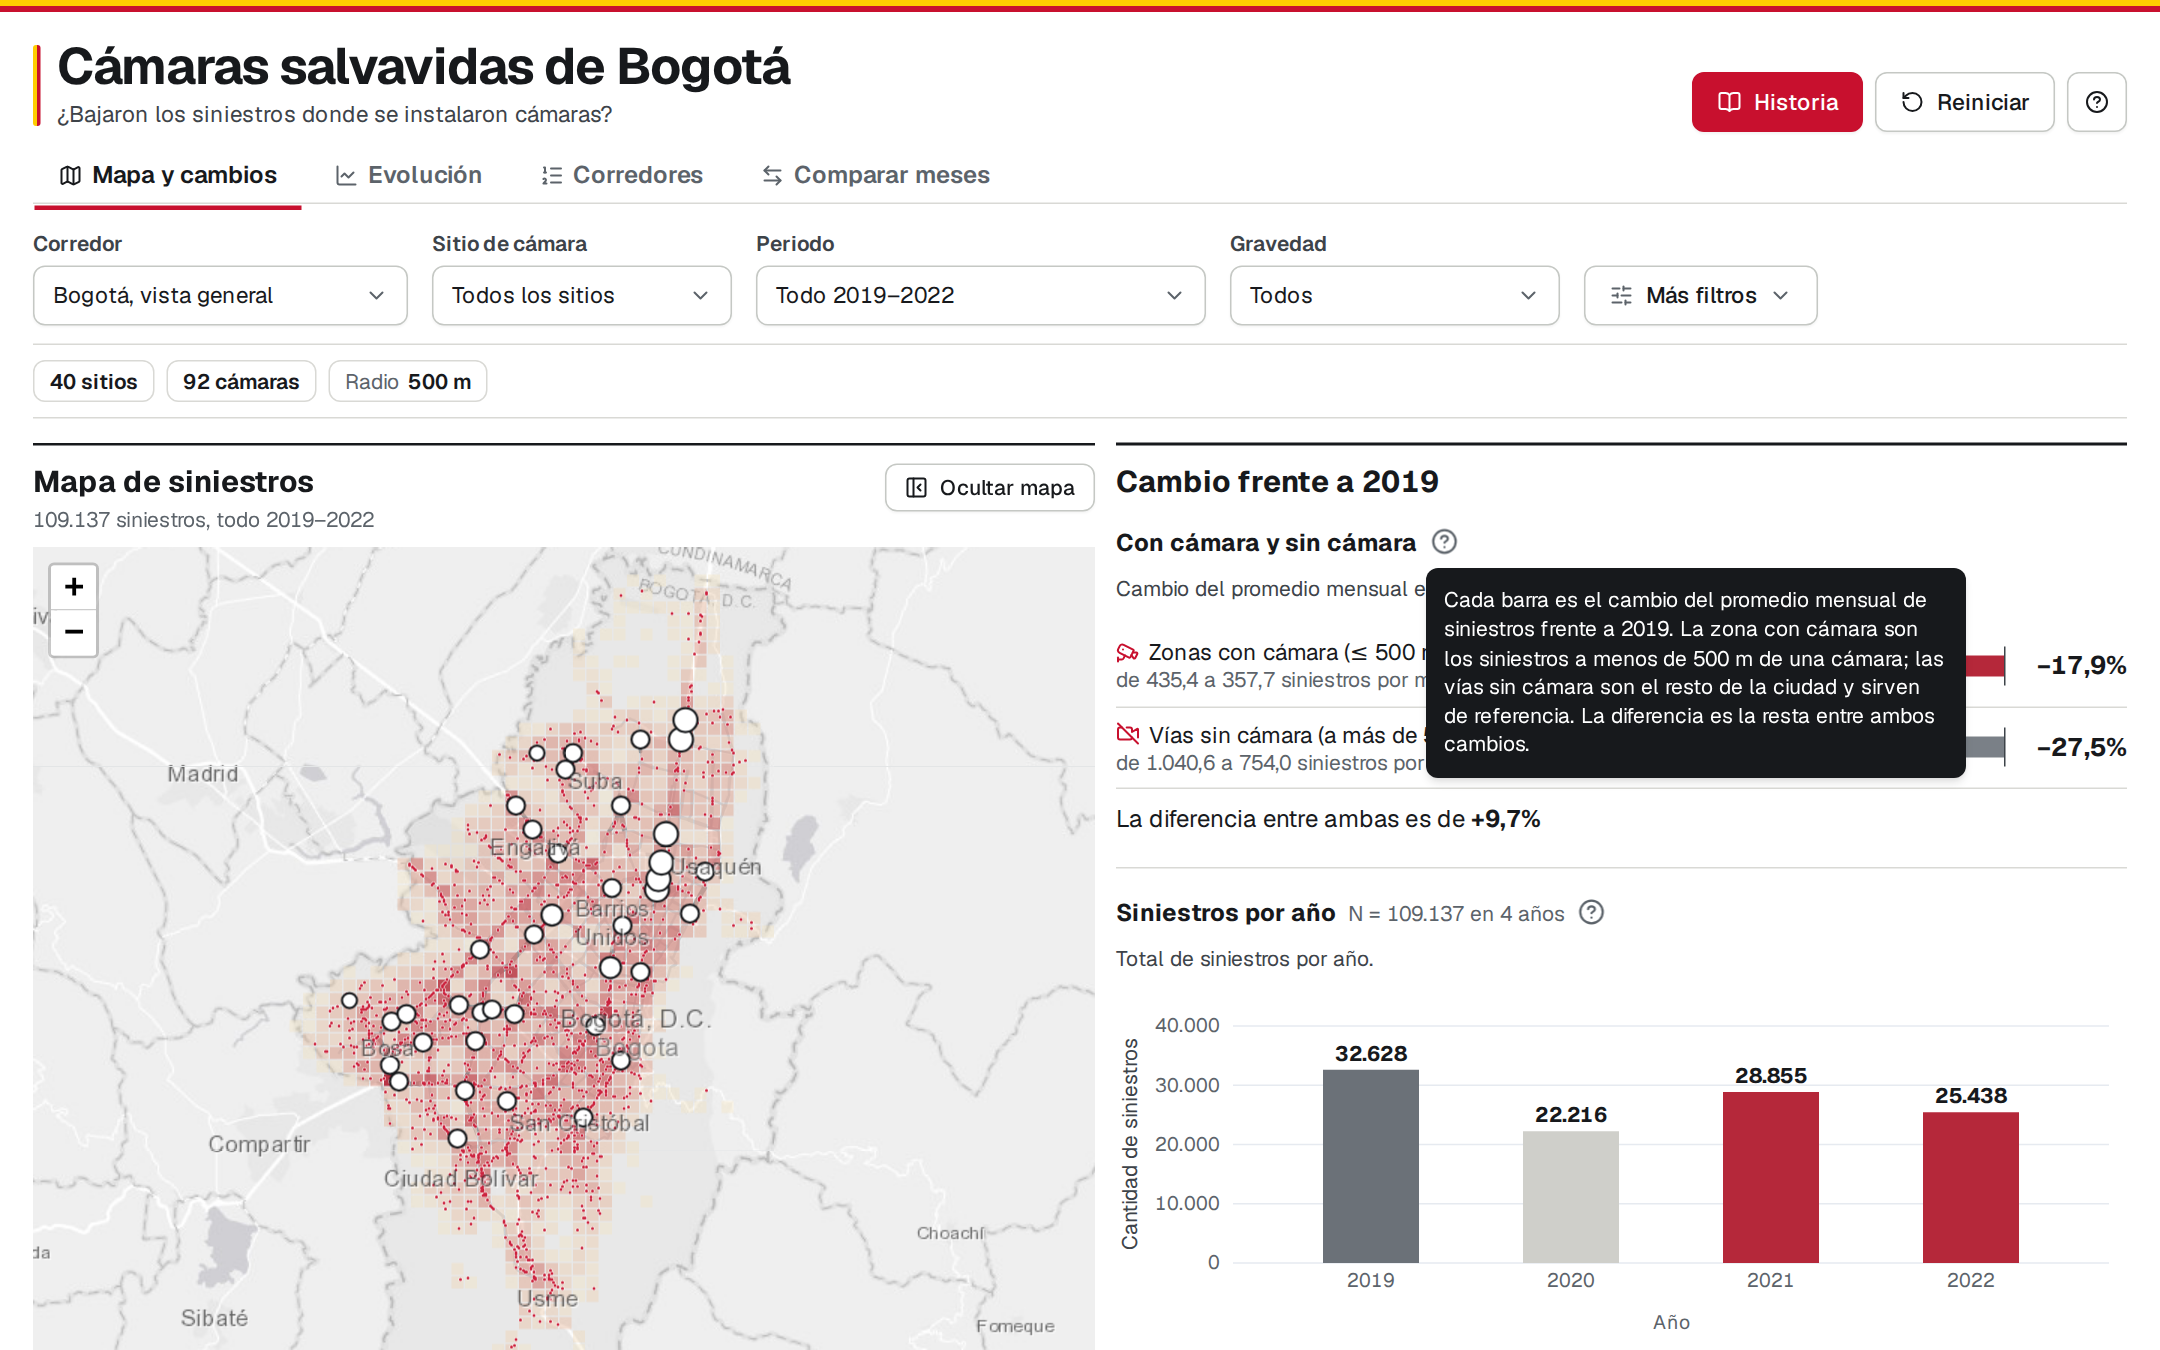 Cámaras salvavidas de Bogotá
¿Bajaron los siniestros donde se instalaron cámaras?
Historia
Reiniciar
Mapa y cambios
Evolución
Corredores
Comparar meses
Corredor
Sitio de cámara
Periodo
Gravedad
Bogotá, vista general
Todos los sitios
Todo 2019–2022
Todos
Más filtros
40 sitios
92 cámaras
Radio 500 m
Mapa de siniestros
109.137 siniestros, todo 2019–2022
Ocultar mapa
+
−
CUNDINAMARCA
BOGOTÁ, D.C.
Madrid
Suba
Engativá
Usaquén
Barrios
Unidos
Bogotá, D.C.
Bogota
Bosa
San Cristóbal
Compartir
Ciudad Bolívar
Choachí
da
Usme
Sibaté
Fomeque
Cambio frente a 2019
Con cámara y sin cámara
Cambio del promedio mensual
Cada barra es el cambio del promedio mensual de
siniestros frente a 2019. La zona con cámara son
los siniestros a menos de 500 m de una cámara; las
vías sin cámara son el resto de la ciudad y sirven
de referencia. La diferencia es la resta entre ambos
cambios.
Zonas con cámara (≤ 500
de 435,4 a 357,7 siniestros por
−17,9%
Vías sin cámara (a más de
de 1.040,6 a 754,0 siniestros por
−27,5%
La diferencia entre ambas es de +9,7%
Siniestros por año N = 109.137 en 4 años
Total de siniestros por año.
Cantidad de siniestros
40.000
30.000
20.000
10.000
0
32.628
22.216
28.855
25.438
2019
2020
2021
2022
Año